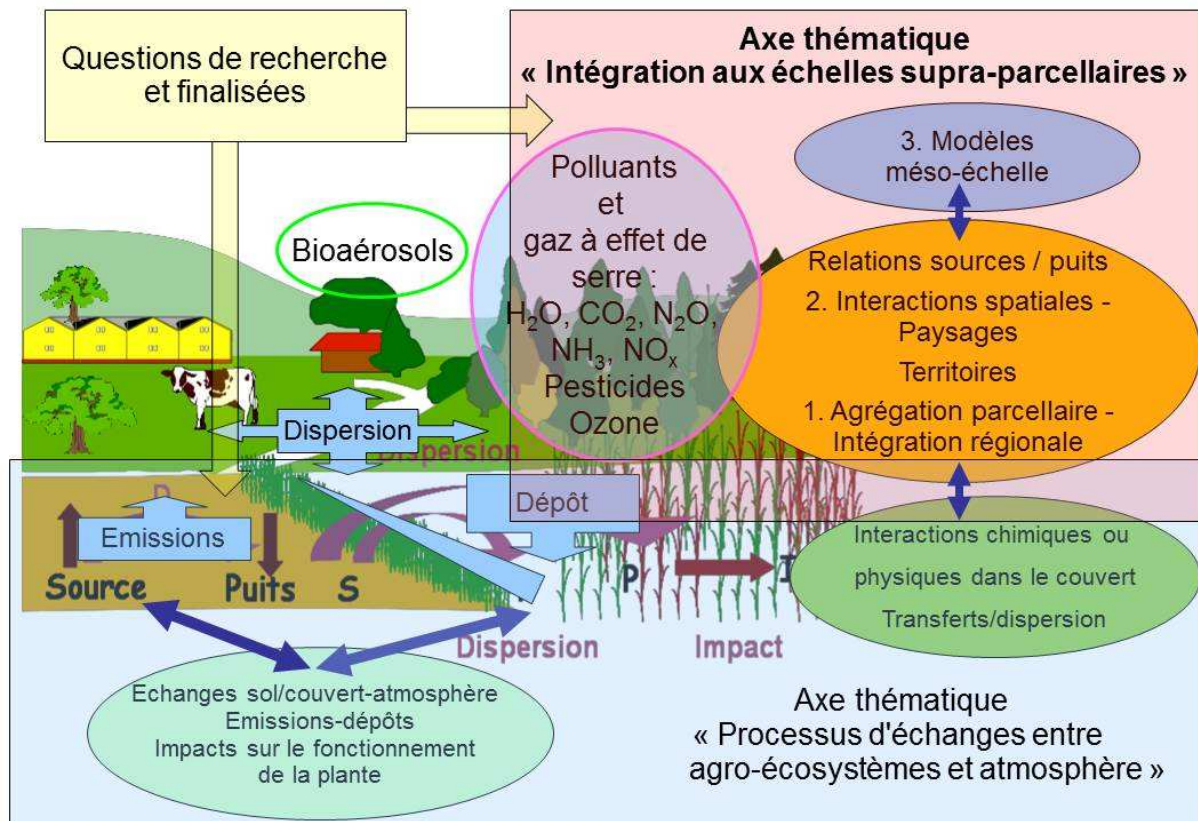 Questions de recherche
et finalisées
Axe thématique
« Intégration aux échelles supra-parcellaires »
3. Modèles
méso-échelle
Polluants
et
gaz à effet de
serre :
H₂O, CO₂, N₂O,
NH₃, NOₓ
Pesticides
Ozone
Bioaérosols
Relations sources / puits
2. Interactions spatiales -
Paysages
Territoires
1. Agrégation parcellaire -
Intégration régionale
Dispersion
Dispersion
Dépôt
Emissions
Source
Puits
S
P
I
Interactions chimiques ou
physiques dans le couvert
Transferts/dispersion
Dispersion
Impact
Echanges sol/couvert-atmosphère
Emissions-dépôts
Impacts sur le fonctionnement
de la plante
Axe thématique
« Processus d'échanges entre
agro-écosystèmes et atmosphère »